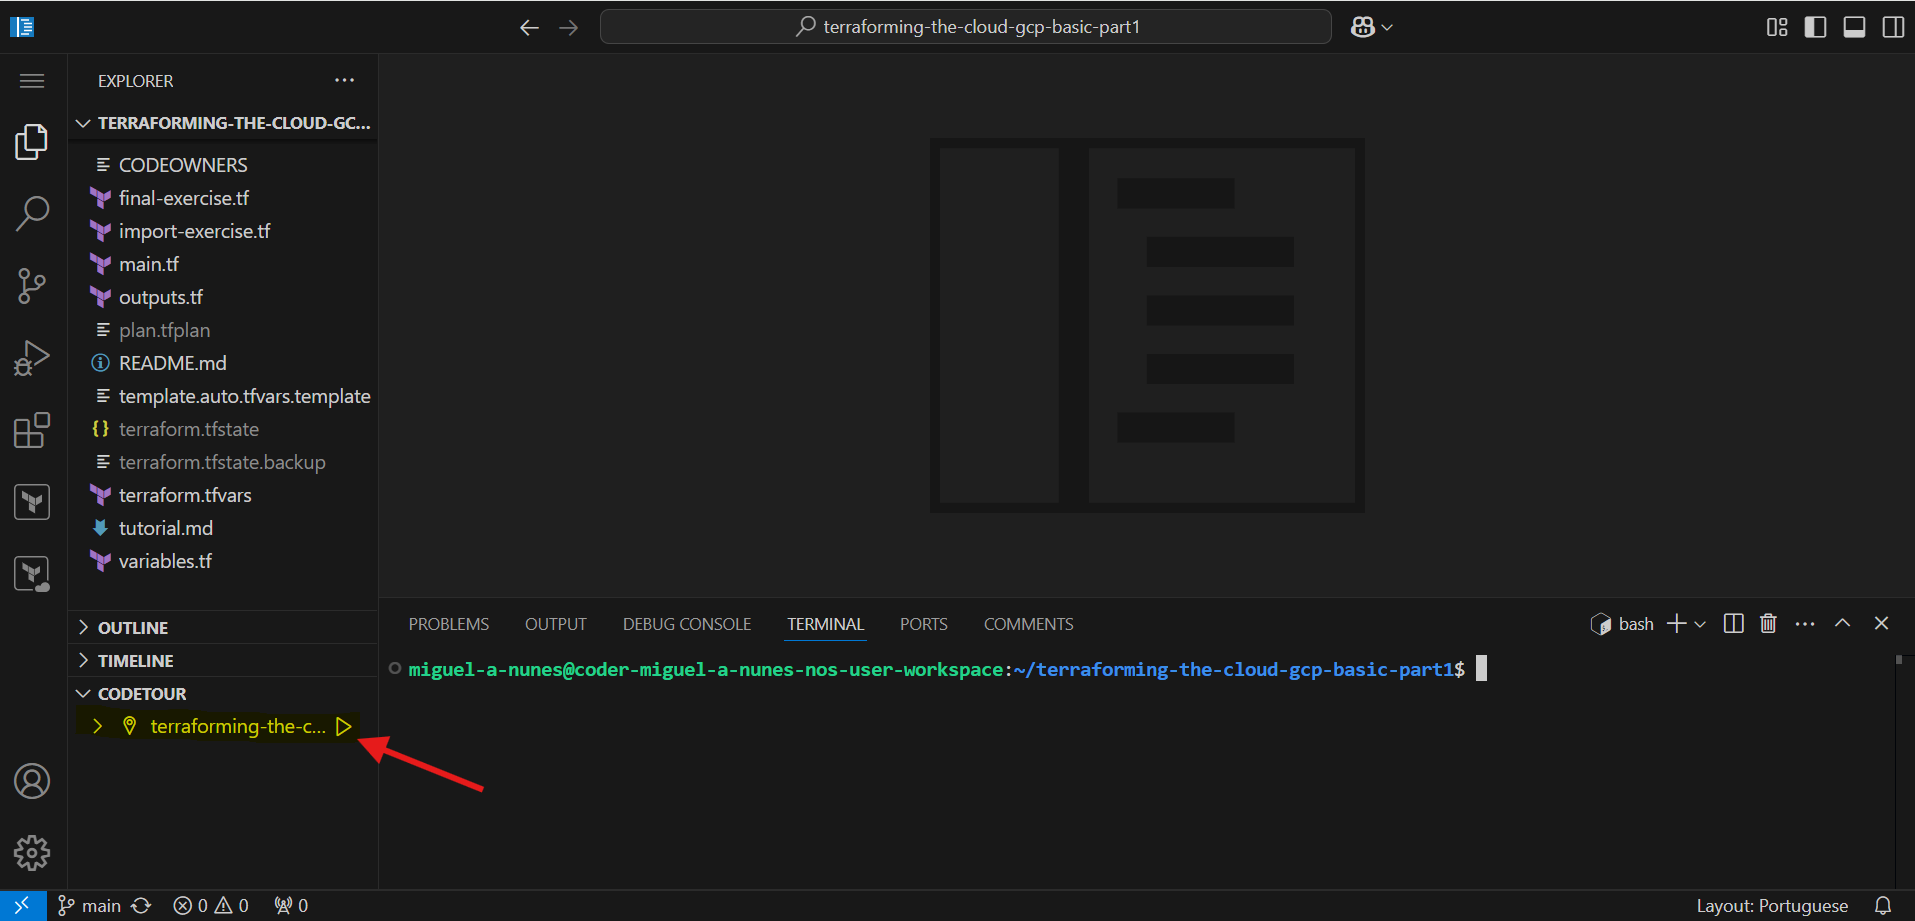 terraforming-the-cloud-gcp-basic-part1
EXPLORER
TERRAFORMING-THE-CLOUD-GC...
CODEOWNERS
final-exercise.tf
import-exercise.tf
main.tf
outputs.tf
plan.tfplan
README.md
template.auto.tfvars.template
terraform.tfstate
terraform.tfstate.backup
terraform.tfvars
tutorial.md
variables.tf
OUTLINE
TIMELINE
CODETOUR
terraforming-the-c...
PROBLEMS OUTPUT DEBUG CONSOLE TERMINAL PORTS COMMENTS bash
miguel-a-nunes@coder-miguel-a-nunes-nos-user-workspace:~/terraforming-the-cloud-gcp-basic-part1$
main 0 0 0 Layout: Portuguese